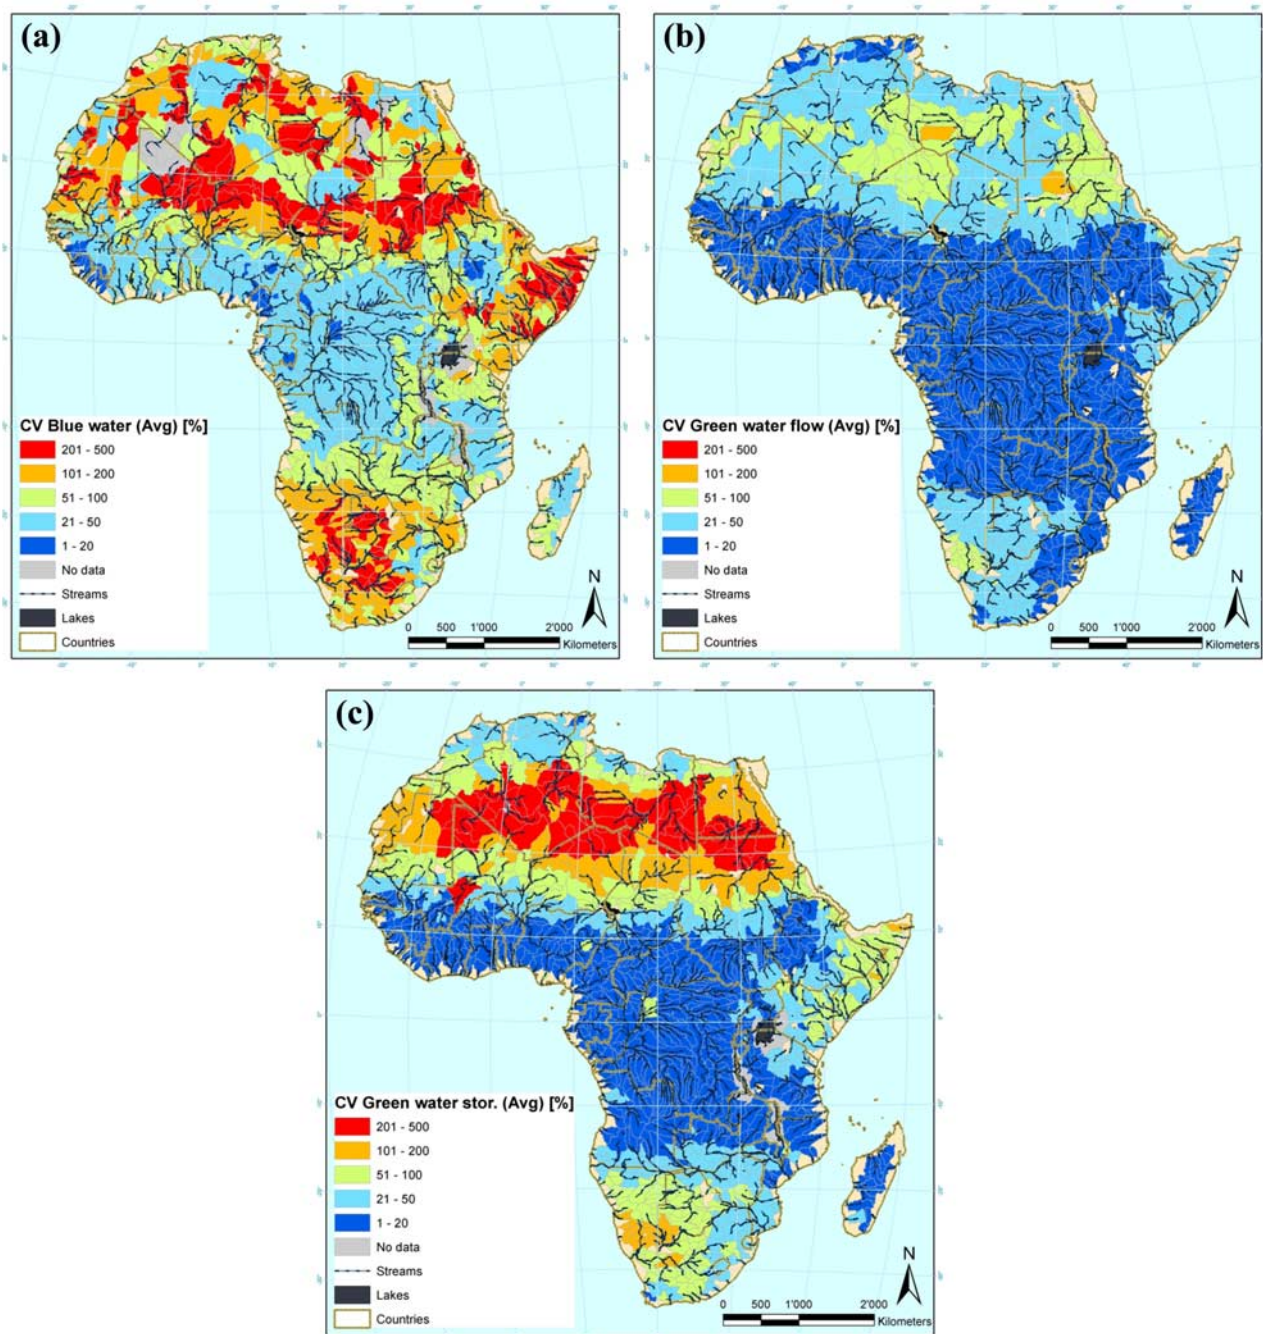 (a)
CV Blue water (Avg) [%]
201 - 500
101 - 200
51 - 100
21 - 50
1 - 20
No data
Streams
Lakes
Countries
N
0 500 1'000 2'000
Kilometers
(b)
CV Green water flow (Avg) [%]
201 - 500
101 - 200
51 - 100
21 - 50
1 - 20
No data
Streams
Lakes
Countries
N
0 500 1'000 2'000
Kilometers
(c)
CV Green water stor. (Avg) [%]
201 - 500
101 - 200
51 - 100
21 - 50
1 - 20
No data
Streams
Lakes
Countries
N
0 500 1'000 2'000
Kilometers